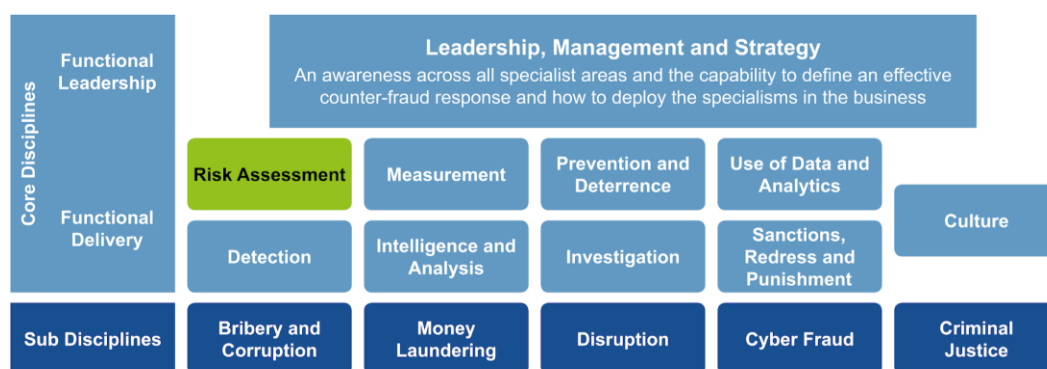 Core Disciplines
Functional
Leadership
Leadership, Management and Strategy
An awareness across all specialist areas and the capability to define an effective
counter-fraud response and how to deploy the specialisms in the business
Functional
Delivery
Risk Assessment
Measurement
Prevention and
Deterrence
Use of Data and
Analytics
Culture
Detection
Intelligence and
Analysis
Investigation
Sanctions,
Redress and
Punishment
Sub Disciplines
Bribery and
Corruption
Money
Laundering
Disruption
Cyber Fraud
Criminal
Justice